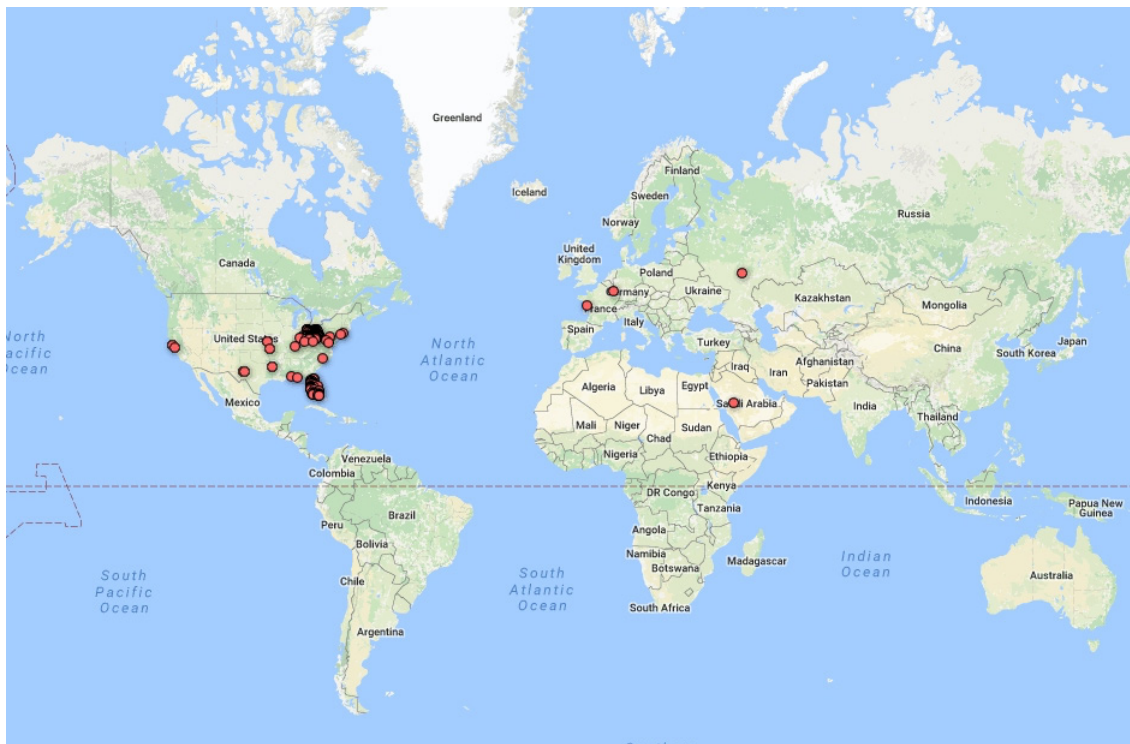 Greenland
Iceland
Finland
Sweden
Norway
Russia
Canada
United
Kingdom
Poland
Germany
Ukraine
Kazakhstan
Mongolia
France
Italy
Spain
Turkey
North
Pacific
Ocean
United States
North
Atlantic
Ocean
China
Japan
South Korea
Afghanistan
Iraq
Iran
Pakistan
Algeria
Libya
Egypt
Saudi Arabia
India
Thailand
Mexico
Mali
Niger
Sudan
Chad
Nigeria
Ethiopia
Venezuela
Colombia
Kenya
DR Congo
Tanzania
Indonesia
Papua New
Guinea
Peru
Brazil
Bolivia
Angola
Namibia
Botswana
Madagascar
Indian
Ocean
South
Pacific
Ocean
Chile
South
Atlantic
Ocean
South Africa
Australia
Argentina